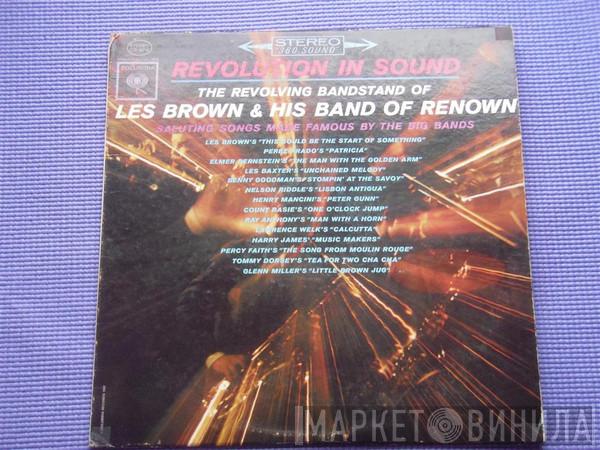 STEREO
"360 SOUND"
COLUMBIA
REVOLUTION IN SOUND
THE REVOLVING BANDSTAND OF
LES BROWN & HIS BAND OF RENOWN
SALUTING SONGS MADE FAMOUS BY THE BIG BANDS
LES BROWN'S "THIS COULD BE THE START OF SOMETHING"
PEREZ PRADO'S "PATRICIA"
ELMER BERNSTEIN'S "THE MAN WITH THE GOLDEN ARM"
LES BAXTER'S "UNCHAINED MELODY"
BENNY GOODMAN'S "STOMPIN' AT THE SAVOY"
NELSON RIDDLE'S "LISBON ANTIGUA"
HENRY MANCINI'S "PETER GUNN"
COUNT BASIE'S "ONE O'CLOCK JUMP"
RAY ANTHONY'S "MAN WITH A HORN"
LAWRENCE WELK'S "CALCUTTA"
HARRY JAMES' "MUSIC MAKERS"
PERCY FAITH'S "THE SONG FROM MOULIN ROUGE"
TOMMY DORSEY'S "TEA FOR TWO CHA CHA"
GLENN MILLER'S "LITTLE BROWN JUG"
МАРКЕТ ВИНИЛА